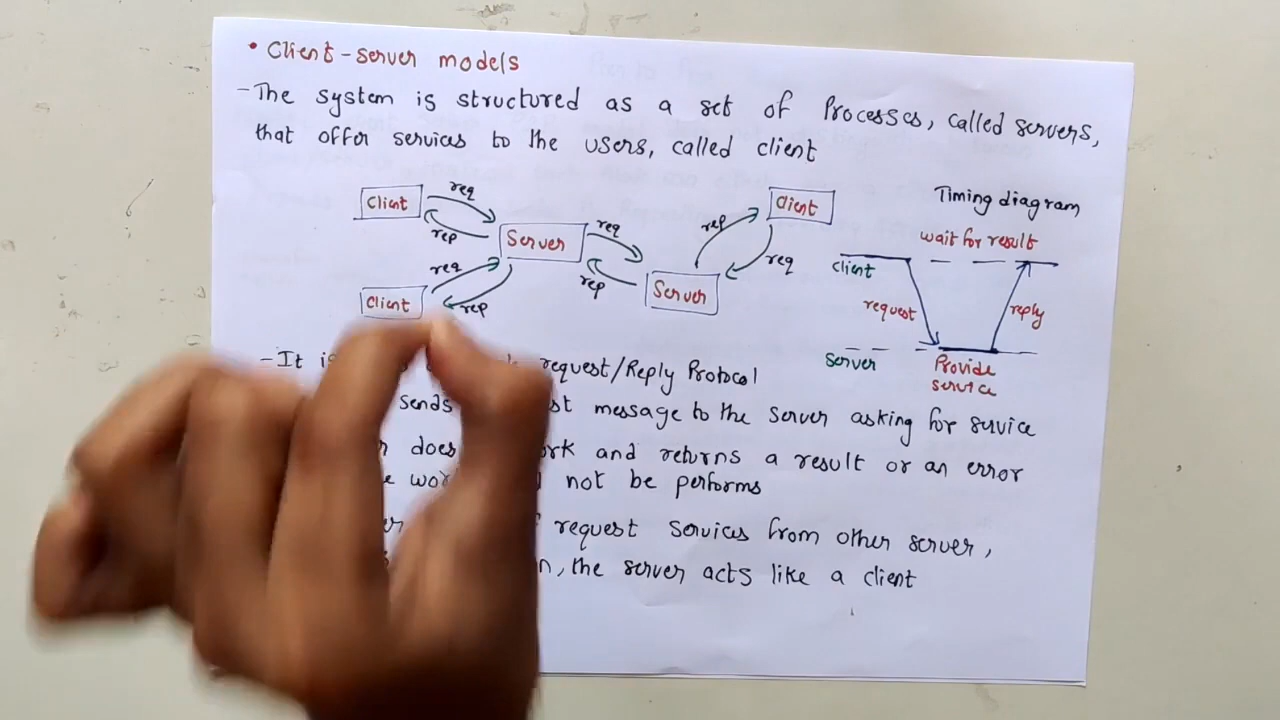 • Client-server models
- The system is structured as a set of Processes, called servers,
that offer services to the users, called client
Client
req
rep
Server
req
rep
Client
req
rep
Server
rep
Client
req
Timing diagram
wait for result
client
request
reply
server
Provide
service
- It is request/Reply Protocol
sends message to the server asking for service
does and returns a result or an error
not be performs
request services from other server,
the server acts like a client